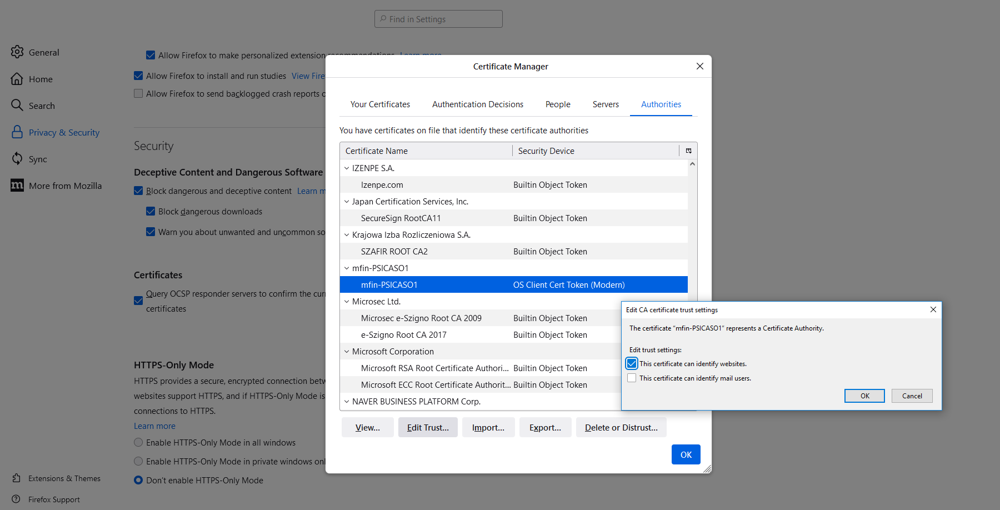 Find in Settings
General
Home
Search
Privacy & Security
Sync
More from Mozilla
Extensions & Themes
Firefox Support
Allow Firefox to make personalized extension recommendations Learn more
Allow Firefox to install and run studies View Fire
Allow Firefox to send backlogged crash reports o
Security
Deceptive Content and Dangerous Software
Block dangerous and deceptive content Learn m
Block dangerous downloads
Warn you about unwanted and uncommon so
Certificates
Query OCSP responder servers to confirm the cur
certificates
HTTPS-Only Mode
HTTPS provides a secure, encrypted connection betw
websites support HTTPS, and if HTTPS-Only Mode is
connections to HTTPS.
Learn more
Enable HTTPS-Only Mode in all windows
Enable HTTPS-Only Mode in private windows onl
Don't enable HTTPS-Only Mode
Certificate Manager
Your Certificates Authentication Decisions People Servers Authorities
You have certificates on file that identify these certificate authorities
Certificate Name Security Device
IZENPE S.A.
Izenpe.com Builtin Object Token
Japan Certification Services, Inc.
SecureSign RootCA11 Builtin Object Token
Krajowa Izba Rozliczeniowa S.A.
SZAFIR ROOT CA2 Builtin Object Token
mfin-PSICASO1
mfin-PSICASO1 OS Client Cert Token (Modern)
Microsec Ltd.
Microsec e-Szigno Root CA 2009 Builtin Object Token
e-Szigno Root CA 2017 Builtin Object Token
Microsoft Corporation
Microsoft RSA Root Certificate Authori... Builtin Object Token
Microsoft ECC Root Certificate Authorit... Builtin Object Token
NAVER BUSINESS PLATFORM Corp.
View... Edit Trust... Import... Export... Delete or Distrust...
OK
Edit CA certificate trust settings
The certificate “mfin-PSICASO1” represents a Certificate Authority.
Edit trust settings:
This certificate can identify websites.
This certificate can identify mail users.
OK Cancel